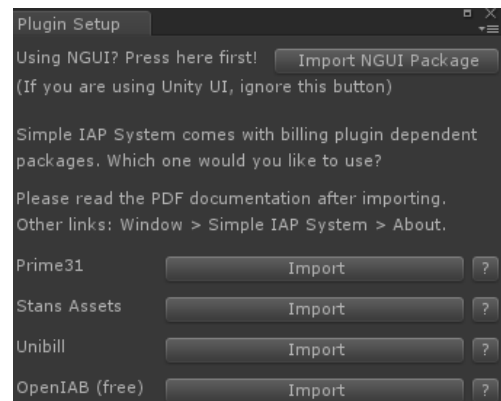 Plugin Setup
Using NGUI? Press here first! Import NGUI Package
(If you are using Unity UI, ignore this button)
Simple IAP System comes with billing plugin dependent
packages. Which one would you like to use?
Please read the PDF documentation after importing.
Other links: Window > Simple IAP System > About.
Prime31 Import ?
Stans Assets Import ?
Unibill Import ?
OpenIAB (free) Import ?